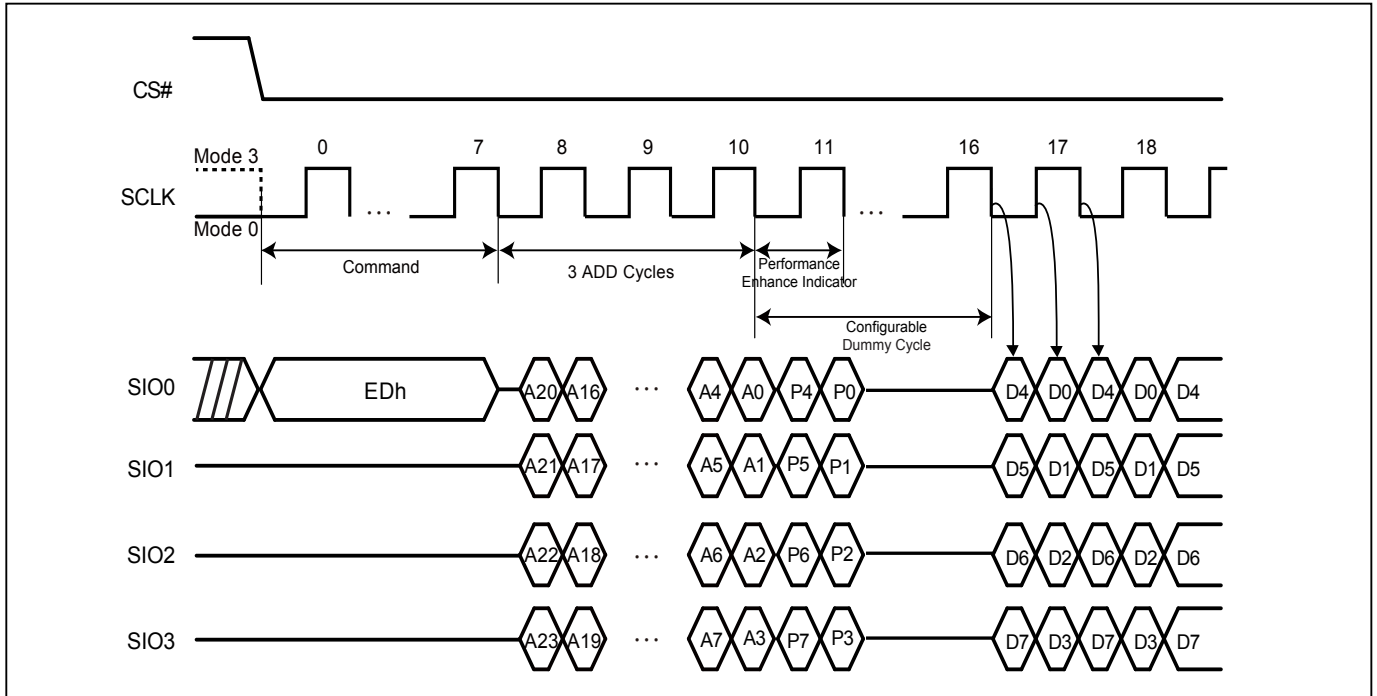 CS#
0 7 8 9 10 11 16 17 18
Mode 3
SCLK
Mode 0
... ...
Command
3 ADD Cycles
Performance
Enhance Indicator
Configurable
Dummy Cycle
SIO0 EDh A20 A16 ... A4 A0 P4 P0 D4 D0 D4 D0 D4
SIO1 A21 A17 ... A5 A1 P5 P1 D5 D1 D5 D1 D5
SIO2 A22 A18 ... A6 A2 P6 P2 D6 D2 D6 D2 D6
SIO3 A23 A19 ... A7 A3 P7 P3 D7 D3 D7 D3 D7